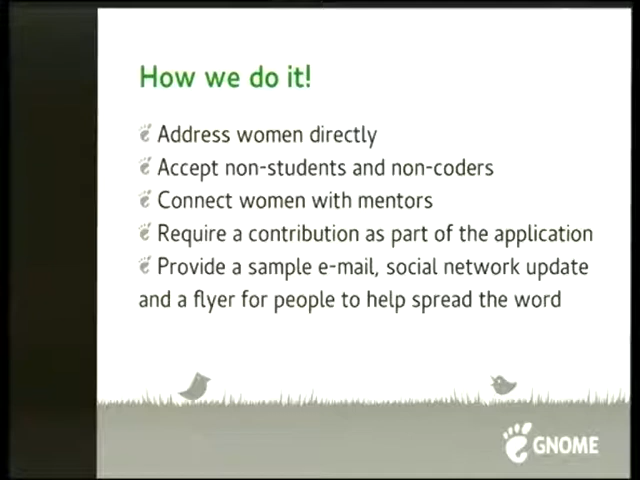 How we do it!
Address women directly
Accept non-students and non-coders
Connect women with mentors
Require a contribution as part of the application
Provide a sample e-mail, social network update
and a flyer for people to help spread the word
GNOME